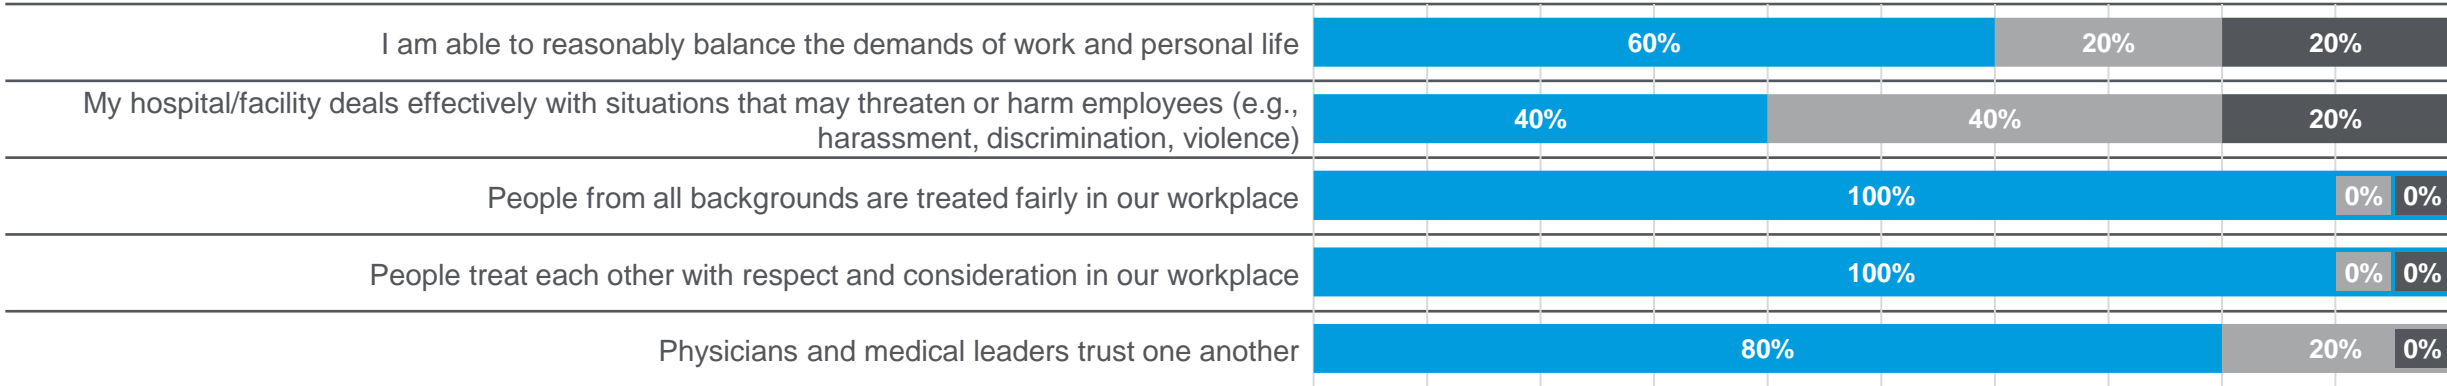 I am able to reasonably balance the demands of work and personal life 60% 20% 20%
My hospital/facility deals effectively with situations that may threaten or harm employees (e.g.,
harassment, discrimination, violence) 40% 40% 20%
People from all backgrounds are treated fairly in our workplace 100% 0% 0%
People treat each other with respect and consideration in our workplace 100% 0% 0%
Physicians and medical leaders trust one another 80% 20% 0%